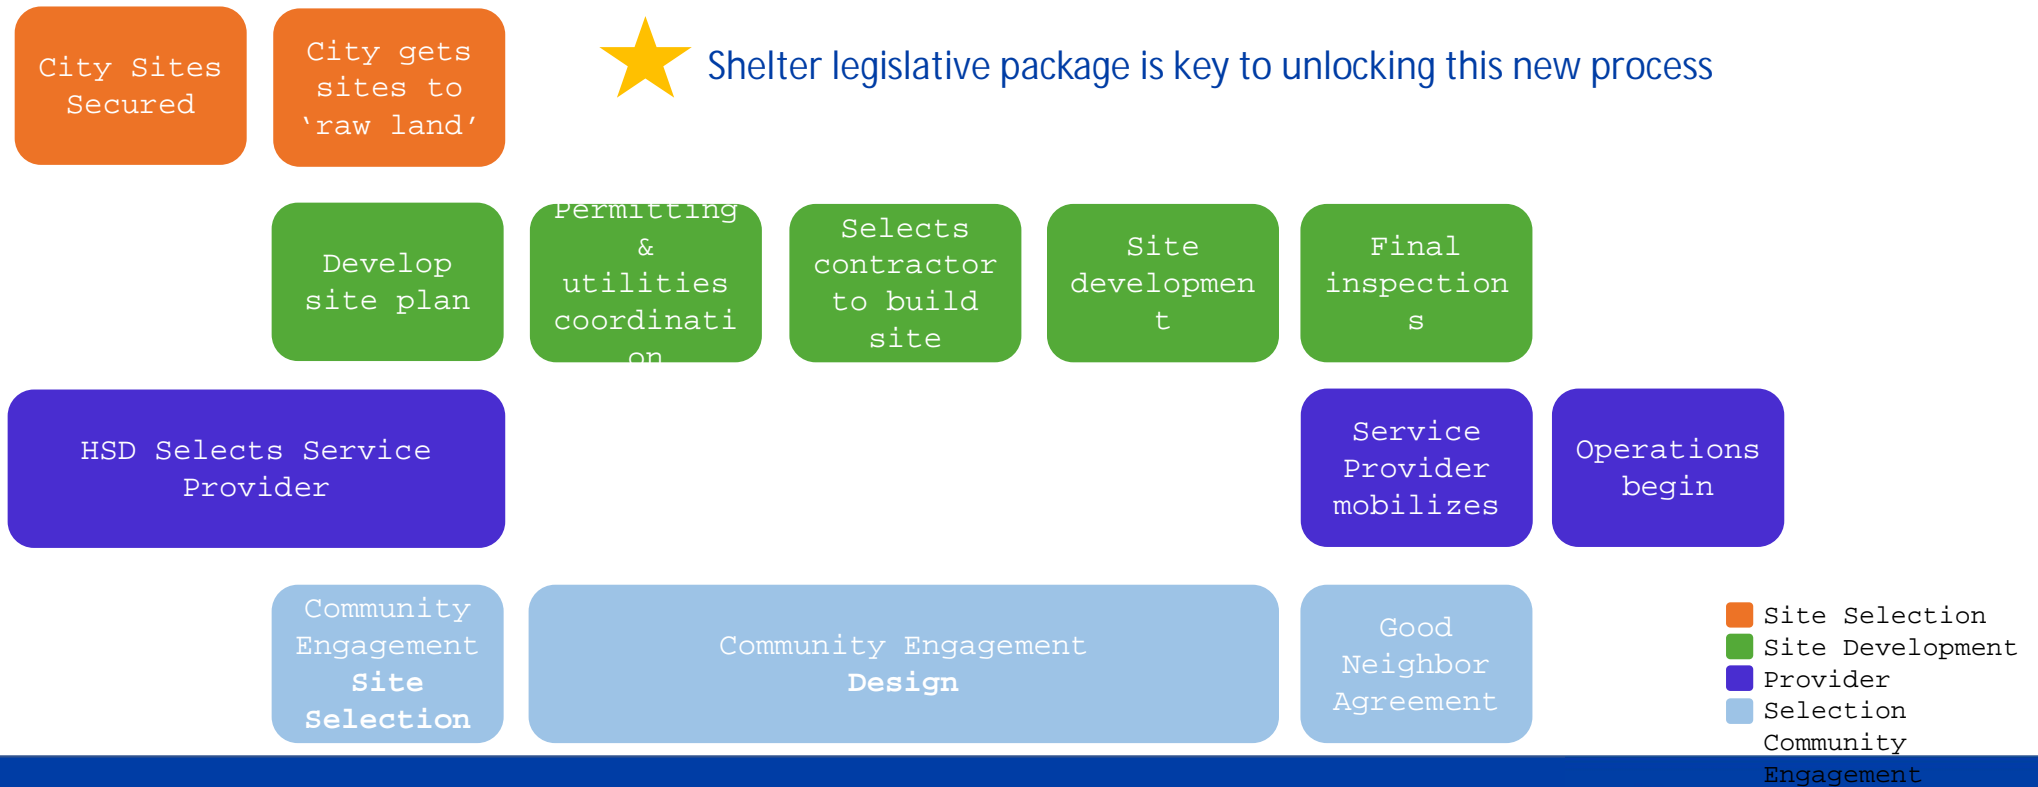 City Sites
Secured
City gets
sites to
‘raw land’
Shelter legislative package is key to unlocking this new process
Develop
site plan
Permitting
&
utilities
coordinati
on
Selects
contractor
to build
site
Site
developmen
t
Final
inspection
s
HSD Selects Service
Provider
Service
Provider
mobilizes
Operations
begin
Community
Engagement
Site
Selection
Community Engagement
Design
Good
Neighbor
Agreement
Site Selection
Site Development
Provider
Selection
Community
Engagement